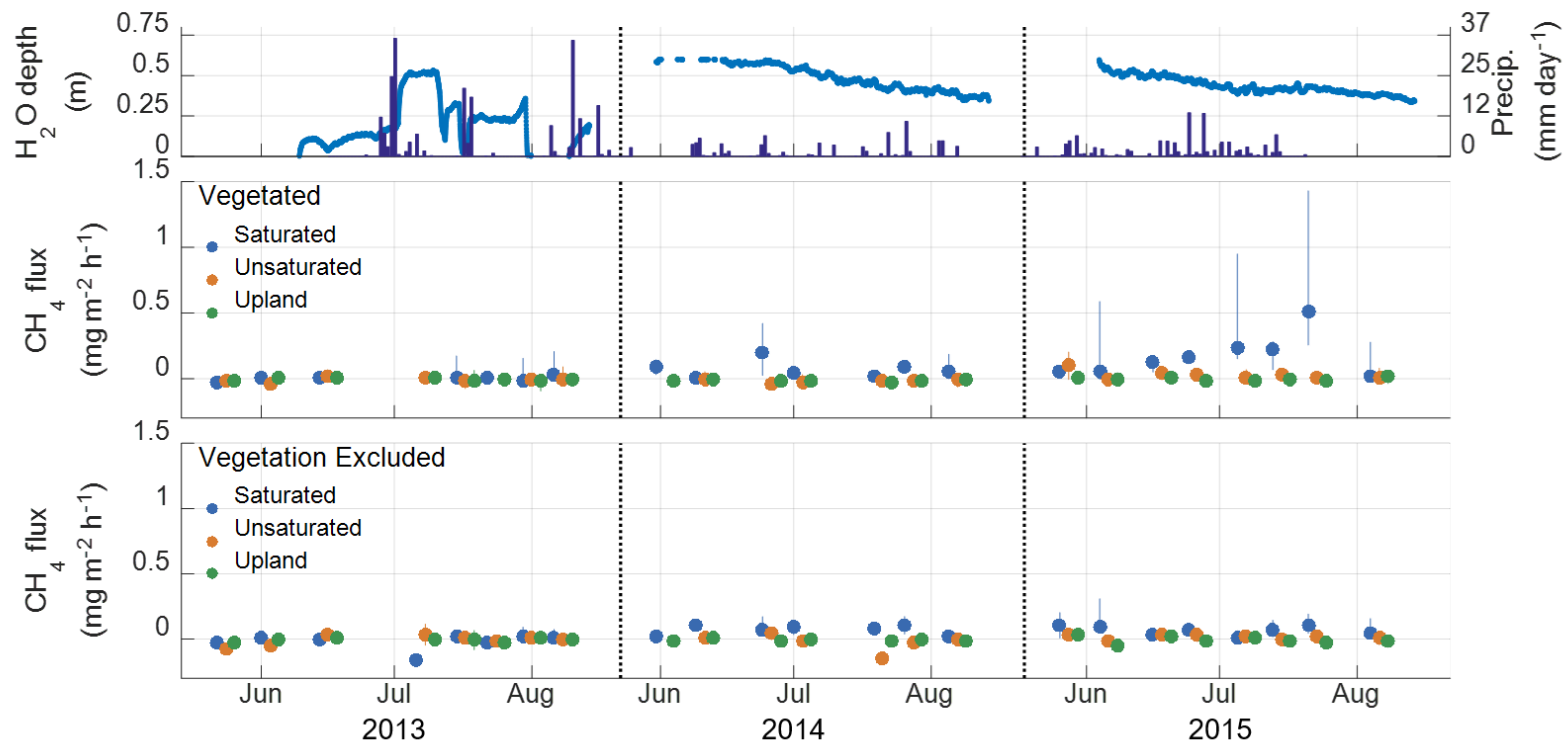 0.75
0.5
0.25
0
H2O depth
(m)
37
25
12
0
Precip.
(mm day-1)
1.5
1
0.5
0
CH4 flux
(mg m-2 h-1)
Vegetated
Saturated
Unsaturated
Upland
1.5
1
0.5
0
CH4 flux
(mg m-2 h-1)
Vegetation Excluded
Saturated
Unsaturated
Upland
Jun Jul Aug Jun Jul Aug Jun Jul Aug
2013 2014 2015